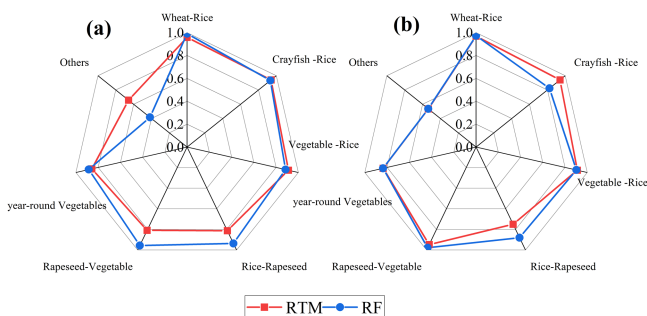 (a)
Wheat-Rice
1.0
0.8
0.6
0.4
0.2
0.0
Others
Crayfish -Rice
Vegetable -Rice
year-round Vegetables
Rapeseed-Vegetable
Rice-Rapeseed
(b)
Wheat-Rice
1.0
0.8
0.6
0.4
0.2
0.0
Others
Crayfish -Rice
Vegetable -Rice
year-round Vegetables
Rapeseed-Vegetable
Rice-Rapeseed
RTM RF